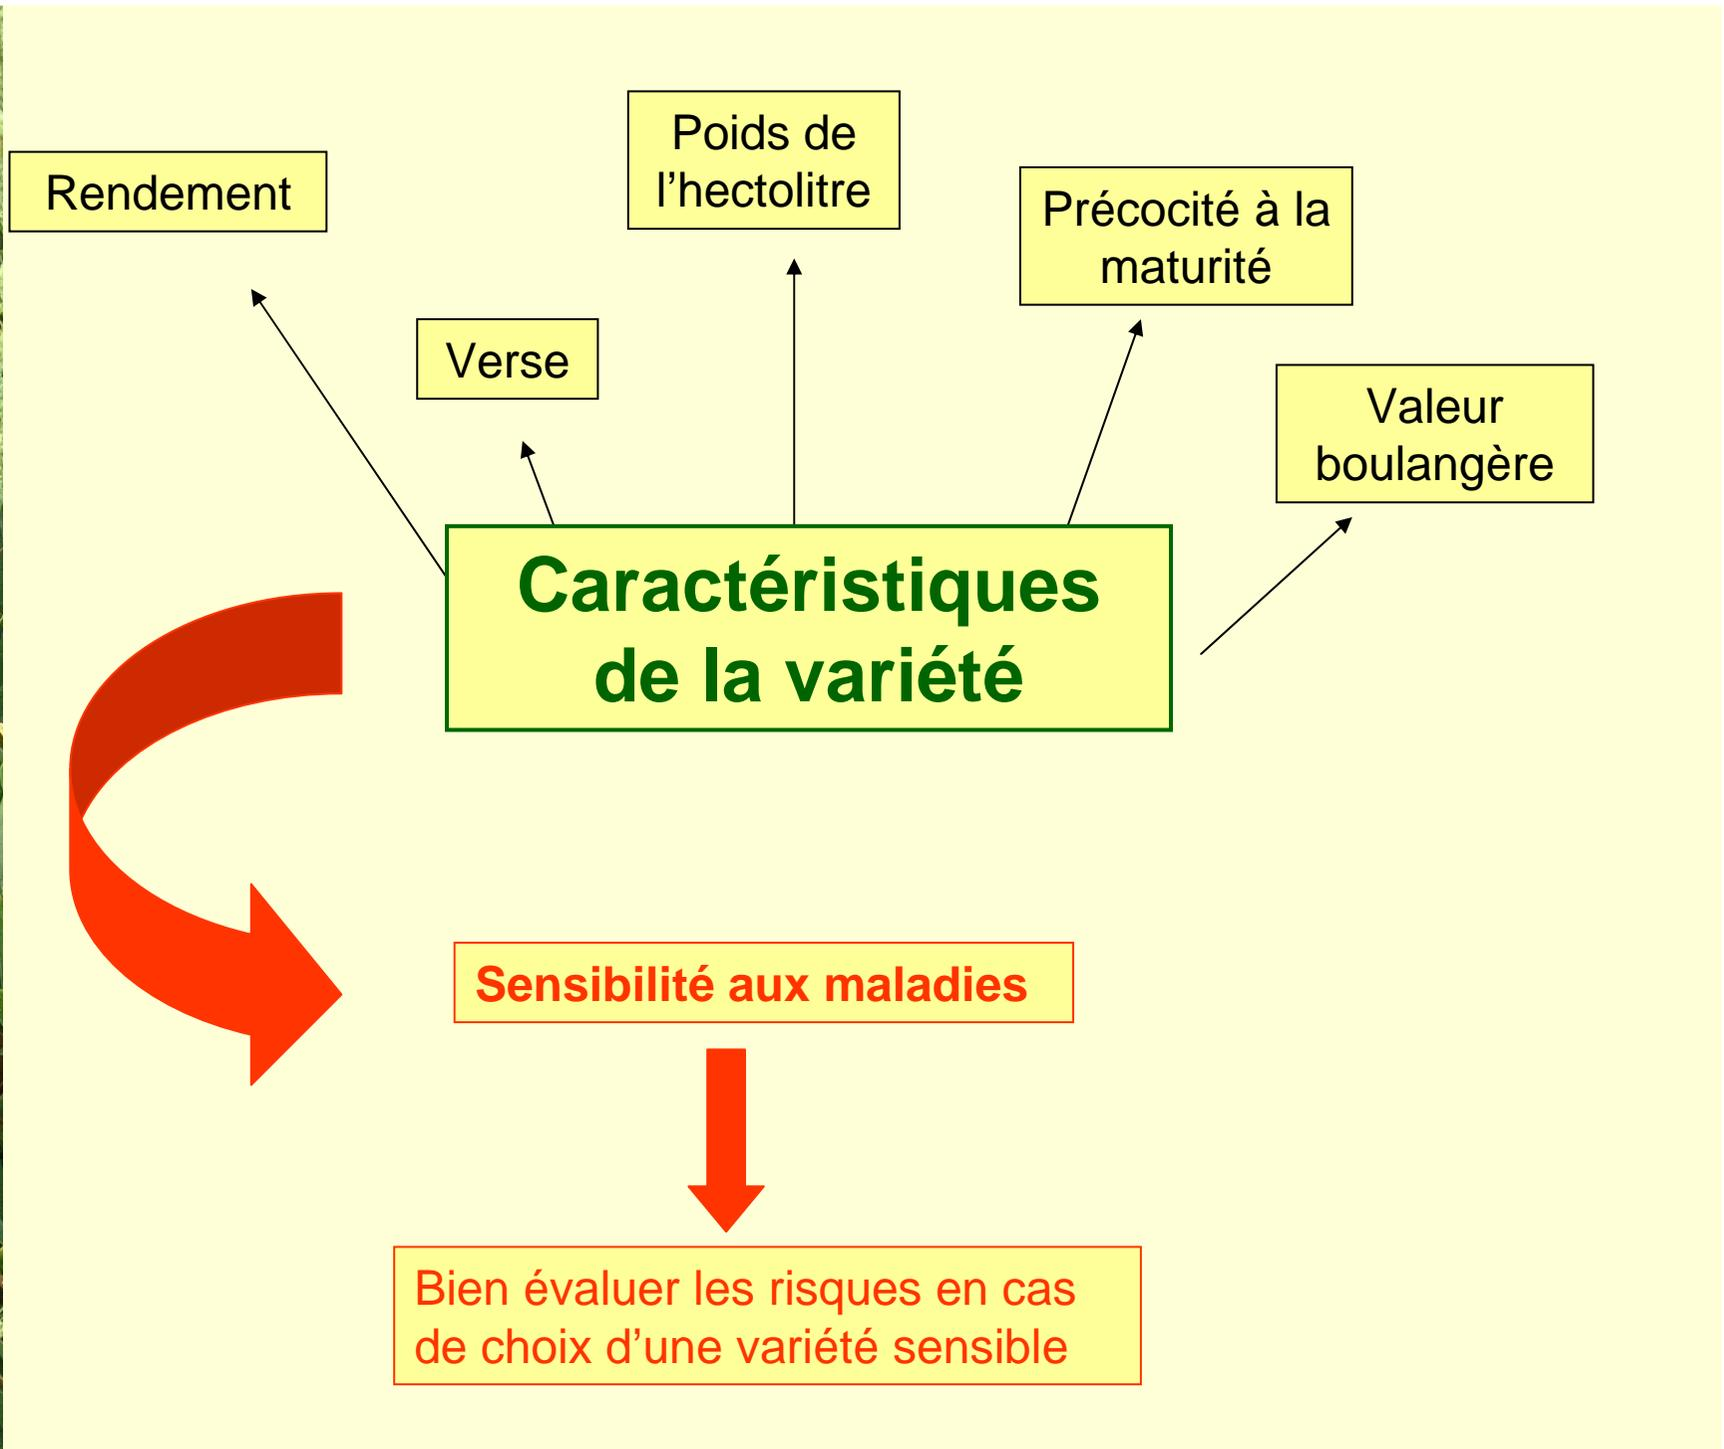 Rendement
Poids de
l’hectolitre
Précocité à la
maturité
Verse
Valeur
boulangère
Caractéristiques
de la variété
Sensibilité aux maladies
Bien évaluer les risques en cas
de choix d’une variété sensible